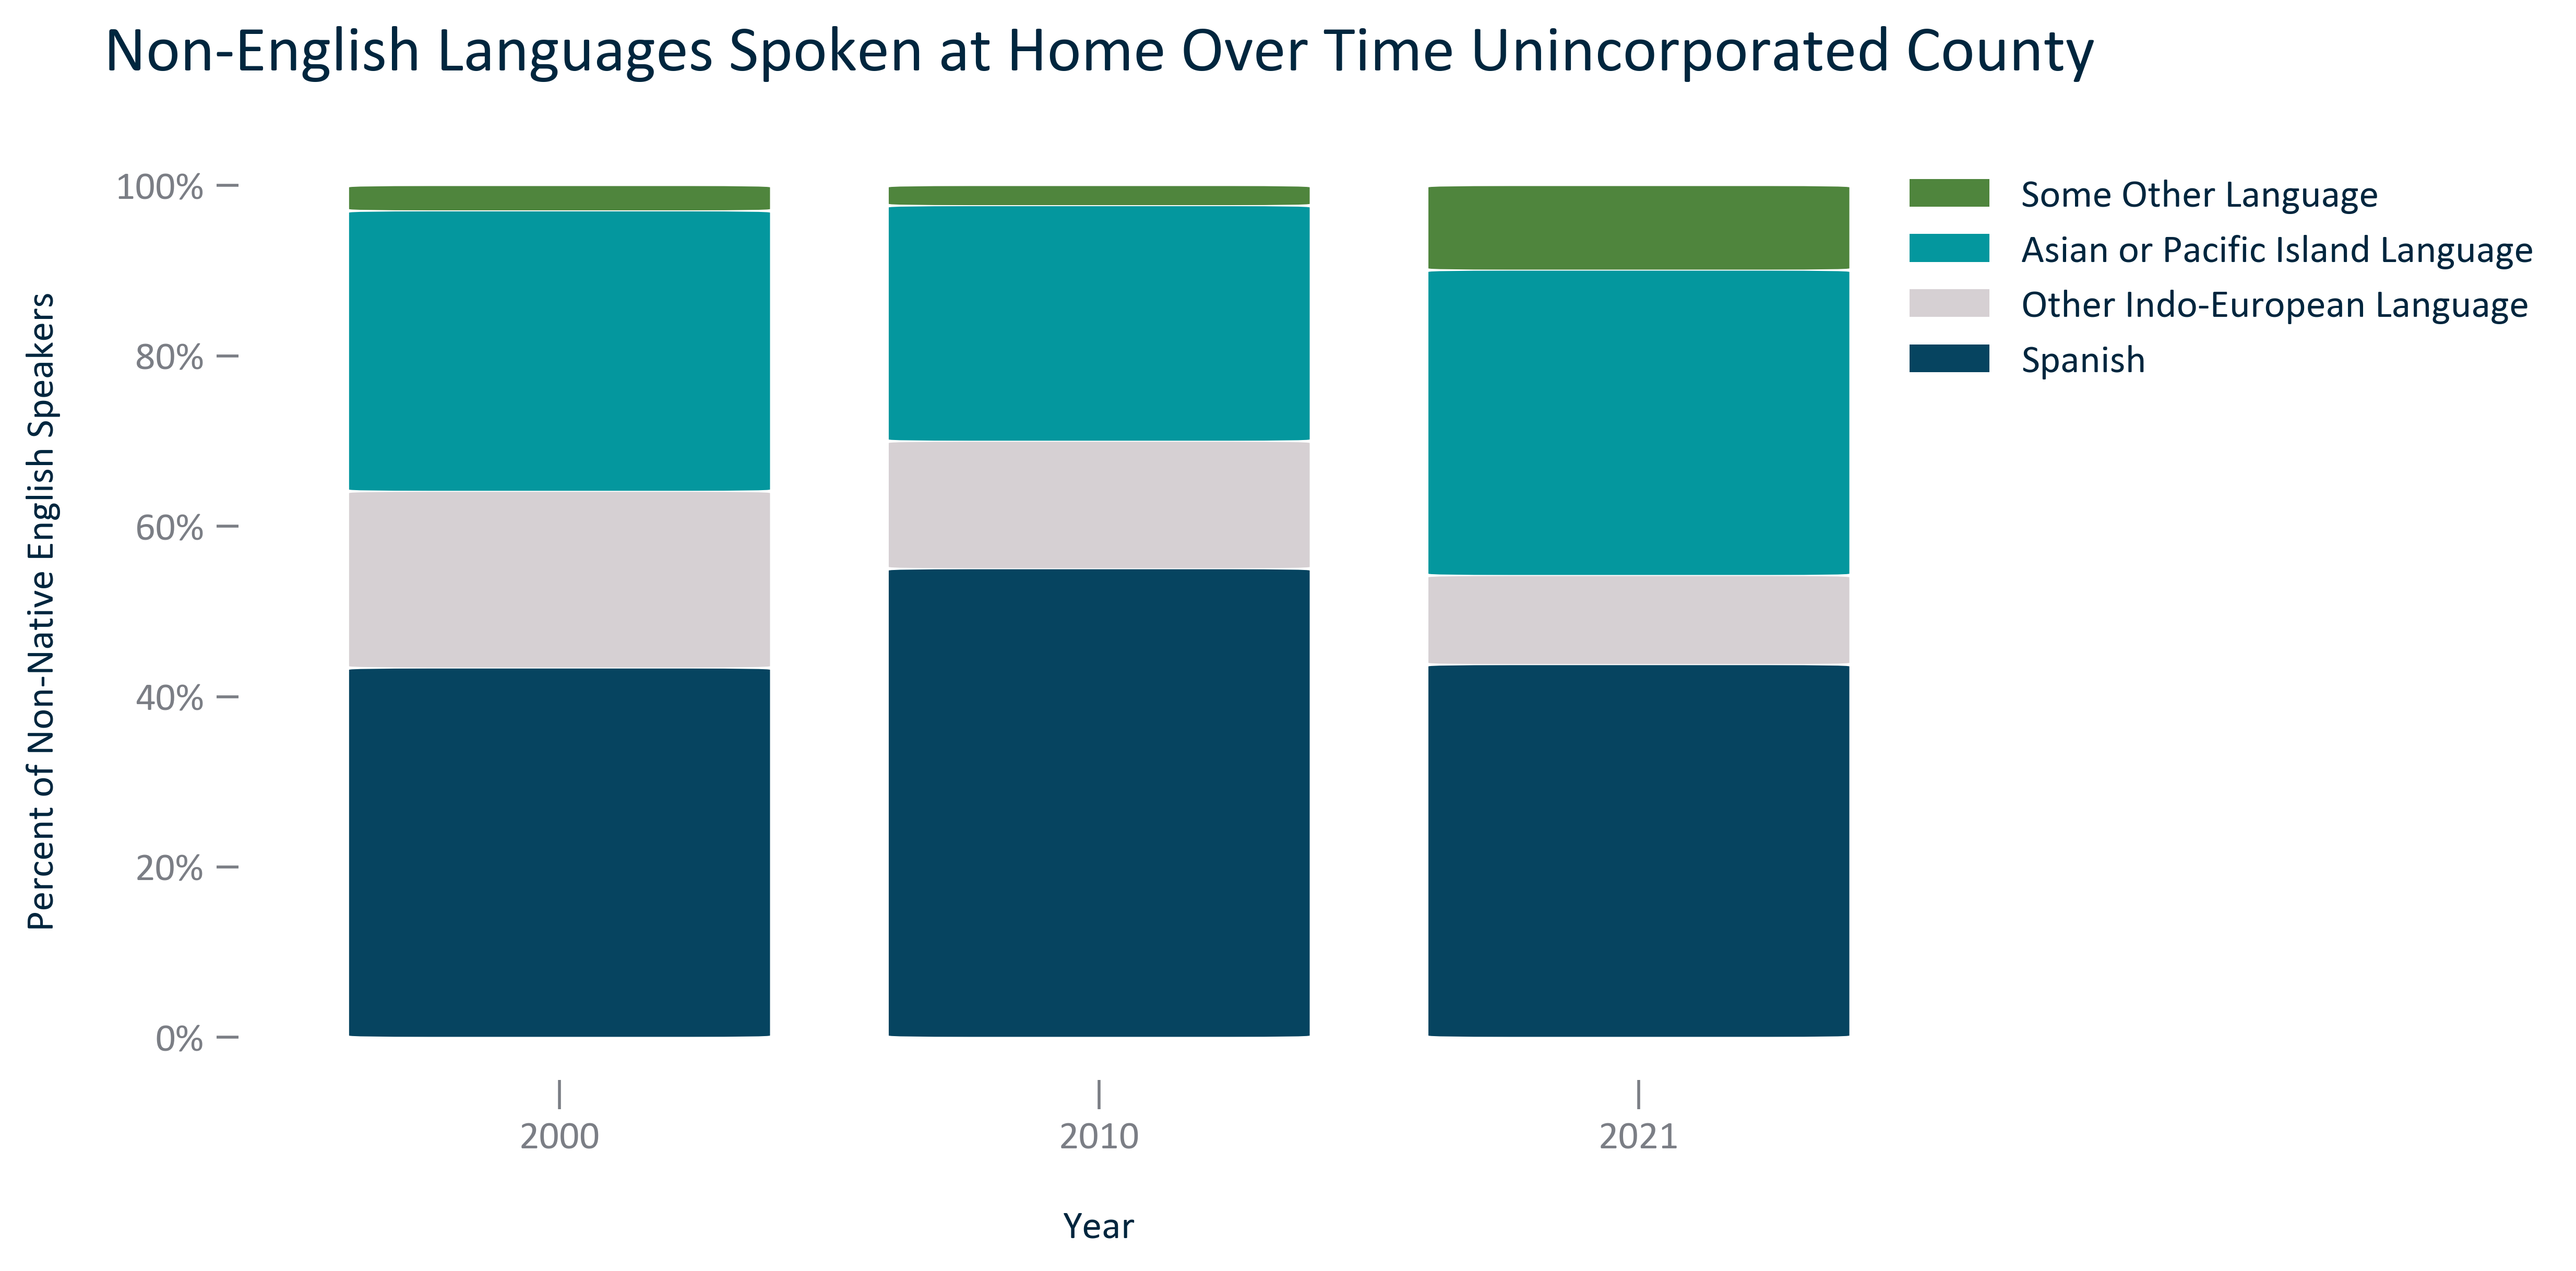 Non-English Languages Spoken at Home Over Time Unincorporated County
Percent of Non-Native English Speakers
100%
80%
60%
40%
20%
0%
2000
2010
2021
Year
Some Other Language
Asian or Pacific Island Language
Other Indo-European Language
Spanish